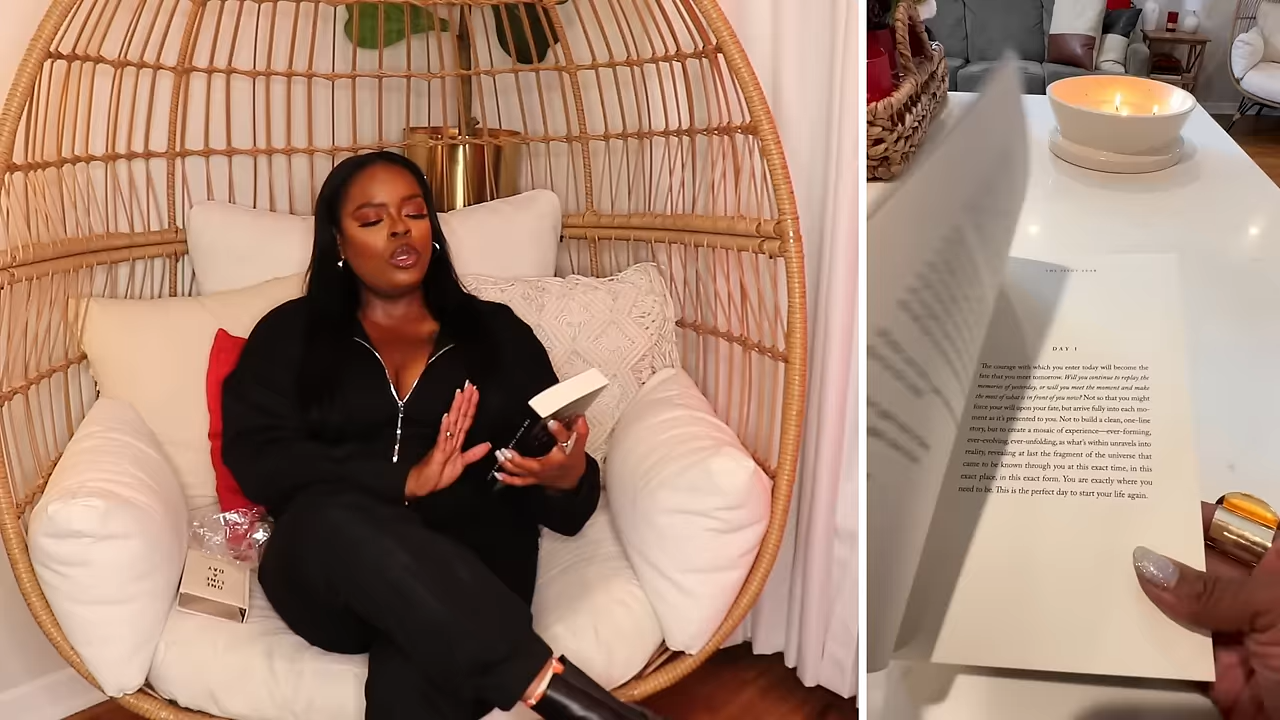 ONE
LINE
A
DAY
THE PIVOT YEAR
DAY 1
The courage with which you enter today will become the
fate that you meet tomorrow. Will you continue to replay the
memories of yesterday, or will you meet the moment and make
the most of what is in front of you now? Not so that you might
force your will upon your fate, but arrive fully into each mo-
ment as it's presented to you. Not to build a clean, one-line
story, but to create a mosaic of experience—ever-forming,
ever-evolving, ever-unfolding, as what's within unravels into
reality, revealing at last the fragment of the universe that
came to be known through you at this exact time, in this
exact place, in this exact form. You are exactly where you
need to be. This is the perfect day to start your life again.